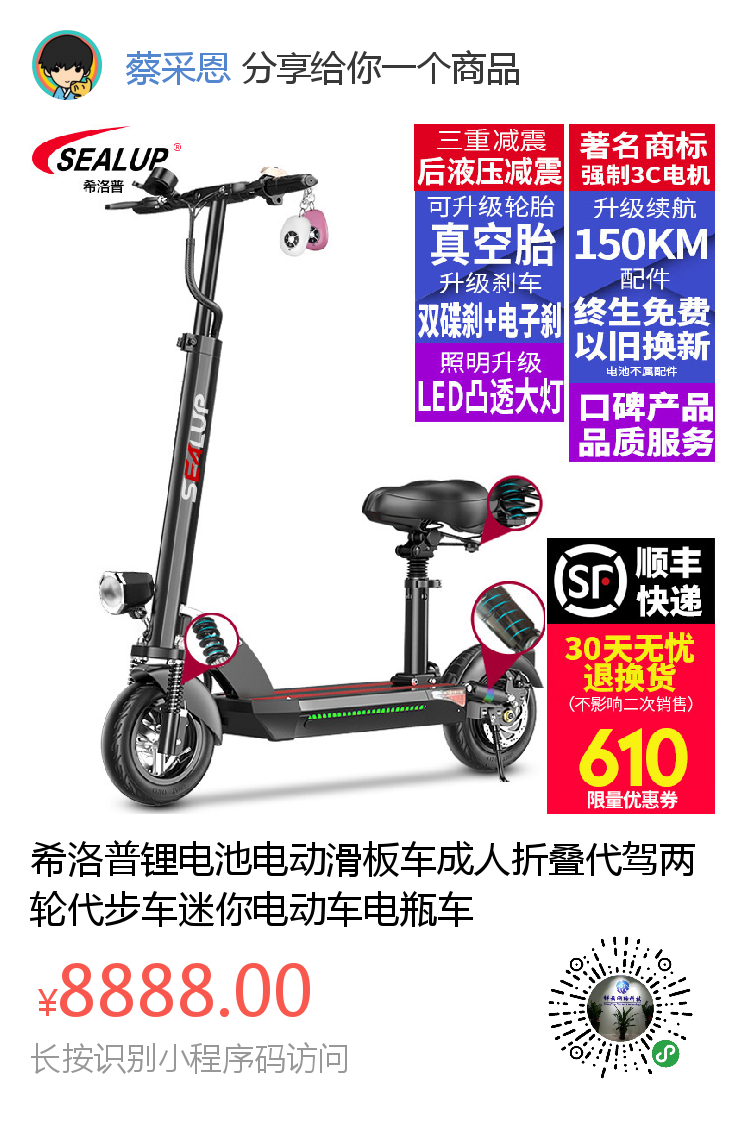 蔡采恩 分享给你一个商品
SEALUP®
希洛普
三重减震
后液压减震
可升级轮胎
真空胎
升级刹车
双碟刹+电子刹
照明升级
LED凸透大灯
著名商标
强制3C电机
升级续航
150KM
配件
终生免费
以旧换新
电池不属配件
口碑产品
品质服务
SEALUP
SF 顺丰
快递
30天无忧
退换货
(不影响二次销售)
610
限量优惠券
希洛普锂电池电动滑板车成人折叠代驾两
轮代步车迷你电动车电瓶车
¥8888.00
长按识别小程序码访问